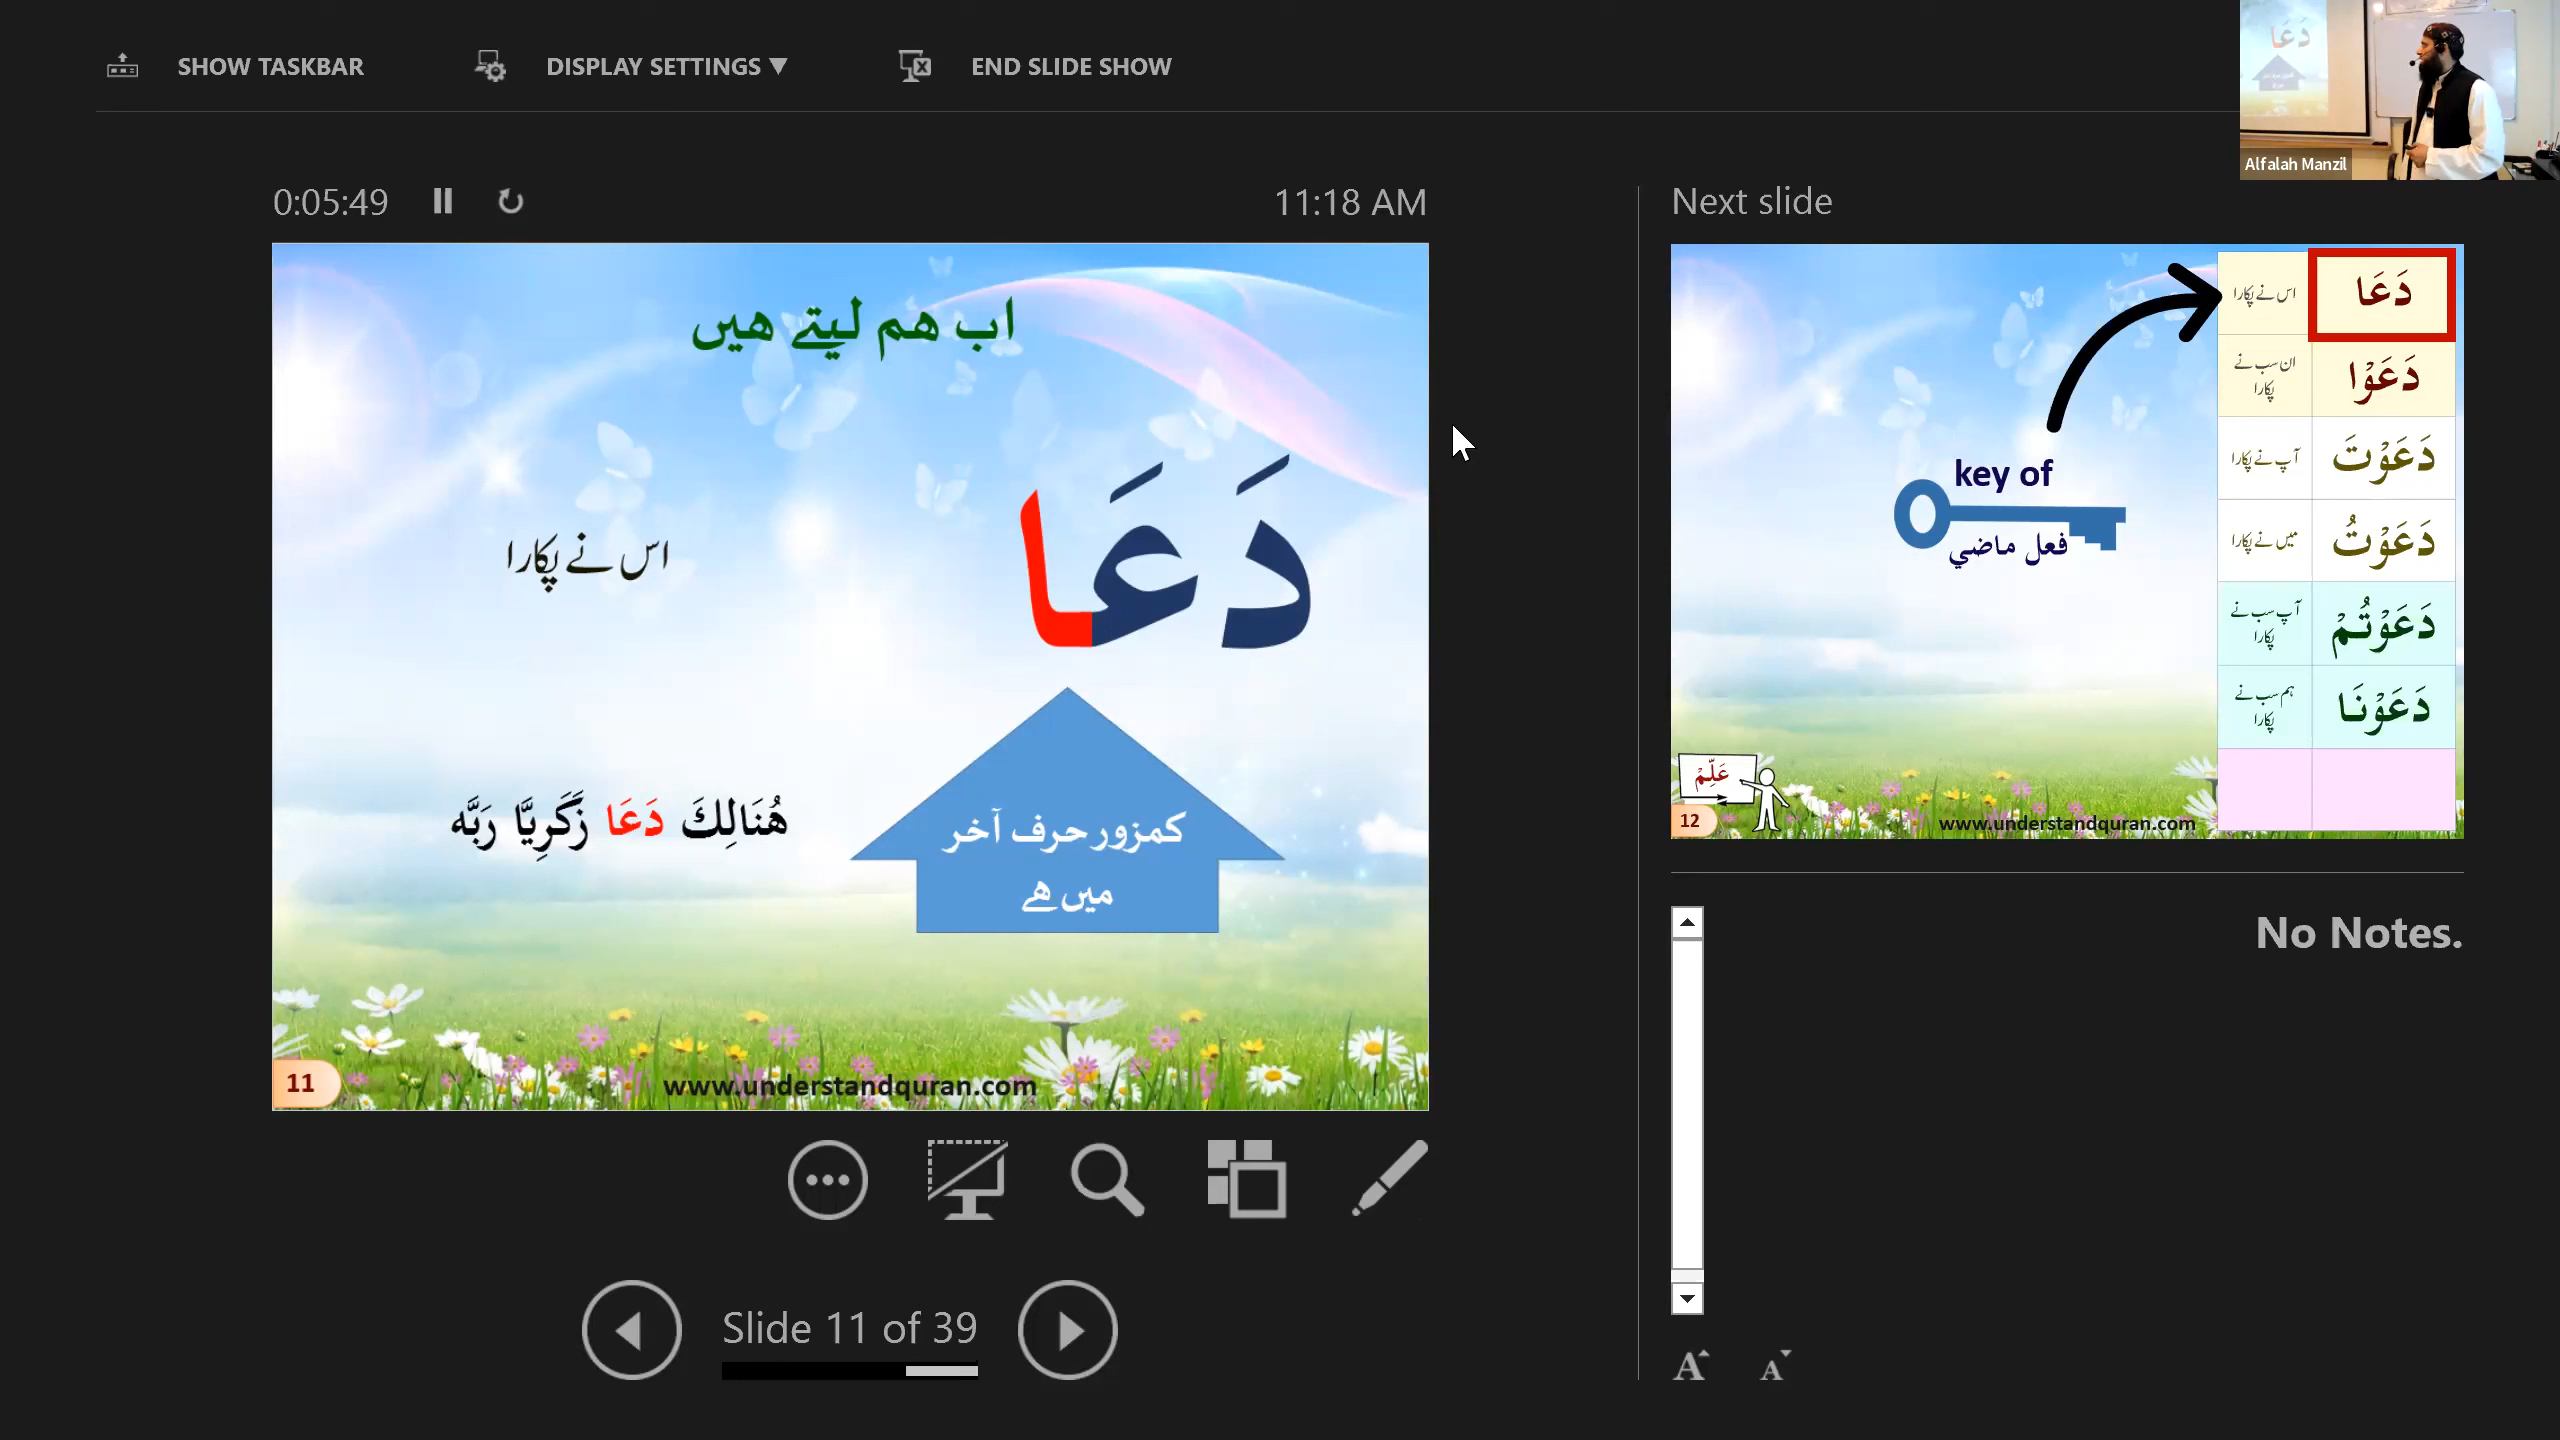 SHOW TASKBAR
DISPLAY SETTINGS ▼
END SLIDE SHOW
دَعَا
Alfalah Manzil
0:05:49
11:18 AM
Next slide
اب هم لیتے هیں
دَعَا
اس نے پکارا
کمزور حرف آخر
میں هے
هُنَالِكَ دَعَا زَكَرِيَّا رَبَّه
11
www.understandquran.com
دَعَا
اس نے پکارا
دَعَوْا
ان سب نے
پکارا
دَعَوْتَ
آپ نے پکارا
دَعَوْتُ
میں نے پکارا
دَعَوْتُمْ
آپ سب نے
پکارا
دَعَوْنَا
ہم سب نے
پکارا
key of
فعل ماضي
عَلِّمْ
12
www.understandquran.com
No Notes.
Slide 11 of 39
A
A